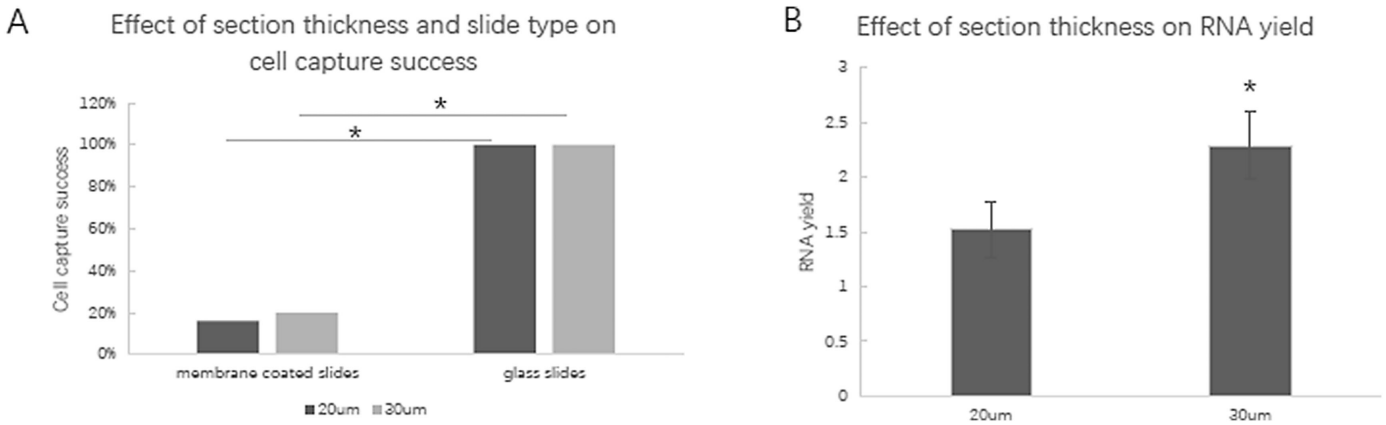 A
Effect of section thickness and slide type on
cell capture success
Cell capture success
120%
100%
80%
60%
40%
20%
0%
*
*
membrane coated slides
glass slides
20um
30um
B
Effect of section thickness on RNA yield
RNA yield
3
2.5
2
1.5
1
0.5
0
*
20um
30um